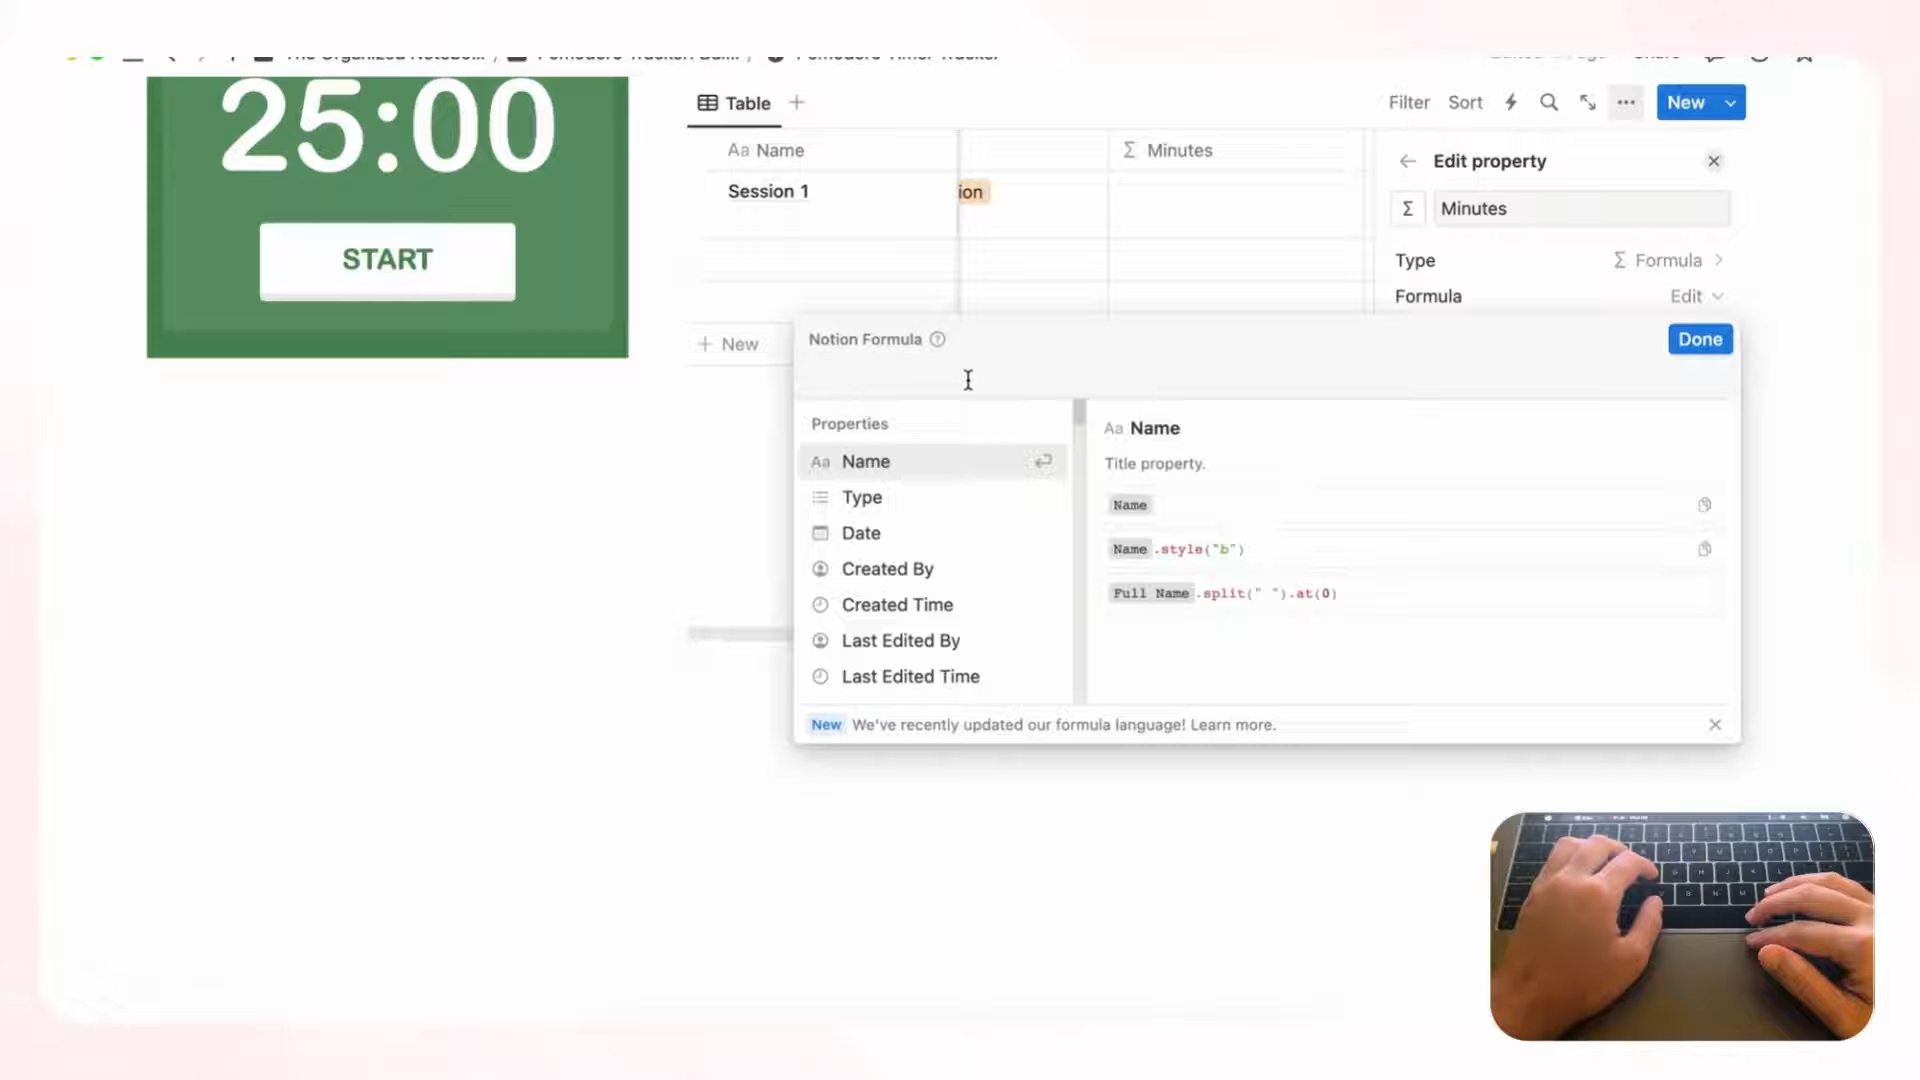 25:00
START
Table
Filter
Sort
New
Aa Name
Σ Minutes
Session 1
ion
New
Edit property
Σ Minutes
Type
Σ Formula
Formula
Edit
Notion Formula
Done
Properties
Aa Name
Type
Date
Created By
Created Time
Last Edited By
Last Edited Time
Aa Name
Title property.
Name
Name.style("b")
Full Name.split(" ").at(0)
New We've recently updated our formula language! Learn more.